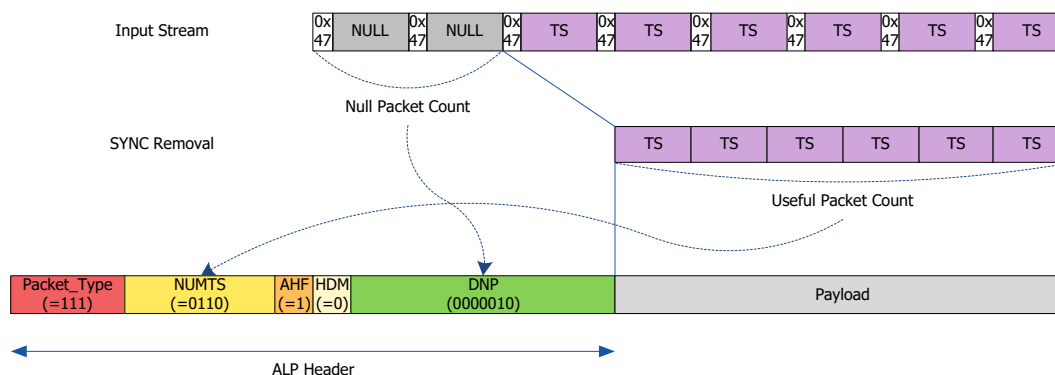 Input Stream
0x
47
NULL
0x
47
NULL
0x
47
TS
0x
47
TS
0x
47
TS
0x
47
TS
0x
47
TS
0x
47
TS
Null Packet Count
SYNC Removal
TS
TS
TS
TS
TS
TS
Useful Packet Count
Packet_Type
(=111)
NUMTS
(=0110)
AHF
(=1)
HDM
(=0)
DNP
(0000010)
Payload
ALP Header